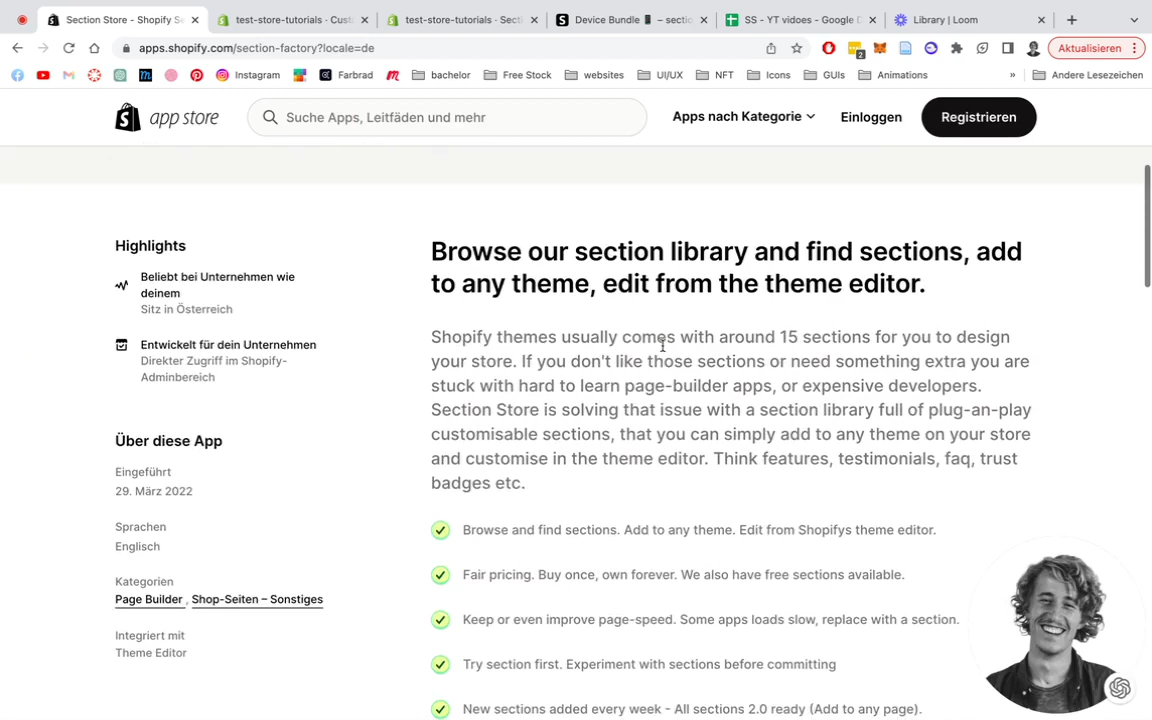 Section Store - Shopify S
test-store-tutorials · Cust
test-store-tutorials · Secti
Device Bundle 📱 – sectio
SS - YT vidoes - Google D
Library | Loom
apps.shopify.com/section-factory?locale=de
2
Aktualisieren
Instagram
Farbrad
bachelor
Free Stock
websites
UI/UX
NFT
Icons
GUIs
Animations
»
Andere Lesezeichen
app store
Suche Apps, Leitfäden und mehr
Apps nach Kategorie
Einloggen
Registrieren
Highlights
Beliebt bei Unternehmen wie
deinem
Sitz in Österreich
Entwickelt für dein Unternehmen
Direkter Zugriff im Shopify-
Adminbereich
Über diese App
Eingeführt
29. März 2022
Sprachen
Englisch
Kategorien
Page Builder , Shop-Seiten – Sonstiges
Integriert mit
Theme Editor
Browse our section library and find sections, add
to any theme, edit from the theme editor.
Shopify themes usually comes with around 15 sections for you to design
your store. If you don't like those sections or need something extra you are
stuck with hard to learn page-builder apps, or expensive developers.
Section Store is solving that issue with a section library full of plug-an-play
customisable sections, that you can simply add to any theme on your store
and customise in the theme editor. Think features, testimonials, faq, trust
badges etc.
Browse and find sections. Add to any theme. Edit from Shopifys theme editor.
Fair pricing. Buy once, own forever. We also have free sections available.
Keep or even improve page-speed. Some apps loads slow, replace with a section.
Try section first. Experiment with sections before committing
New sections added every week - All sections 2.0 ready (Add to any page).